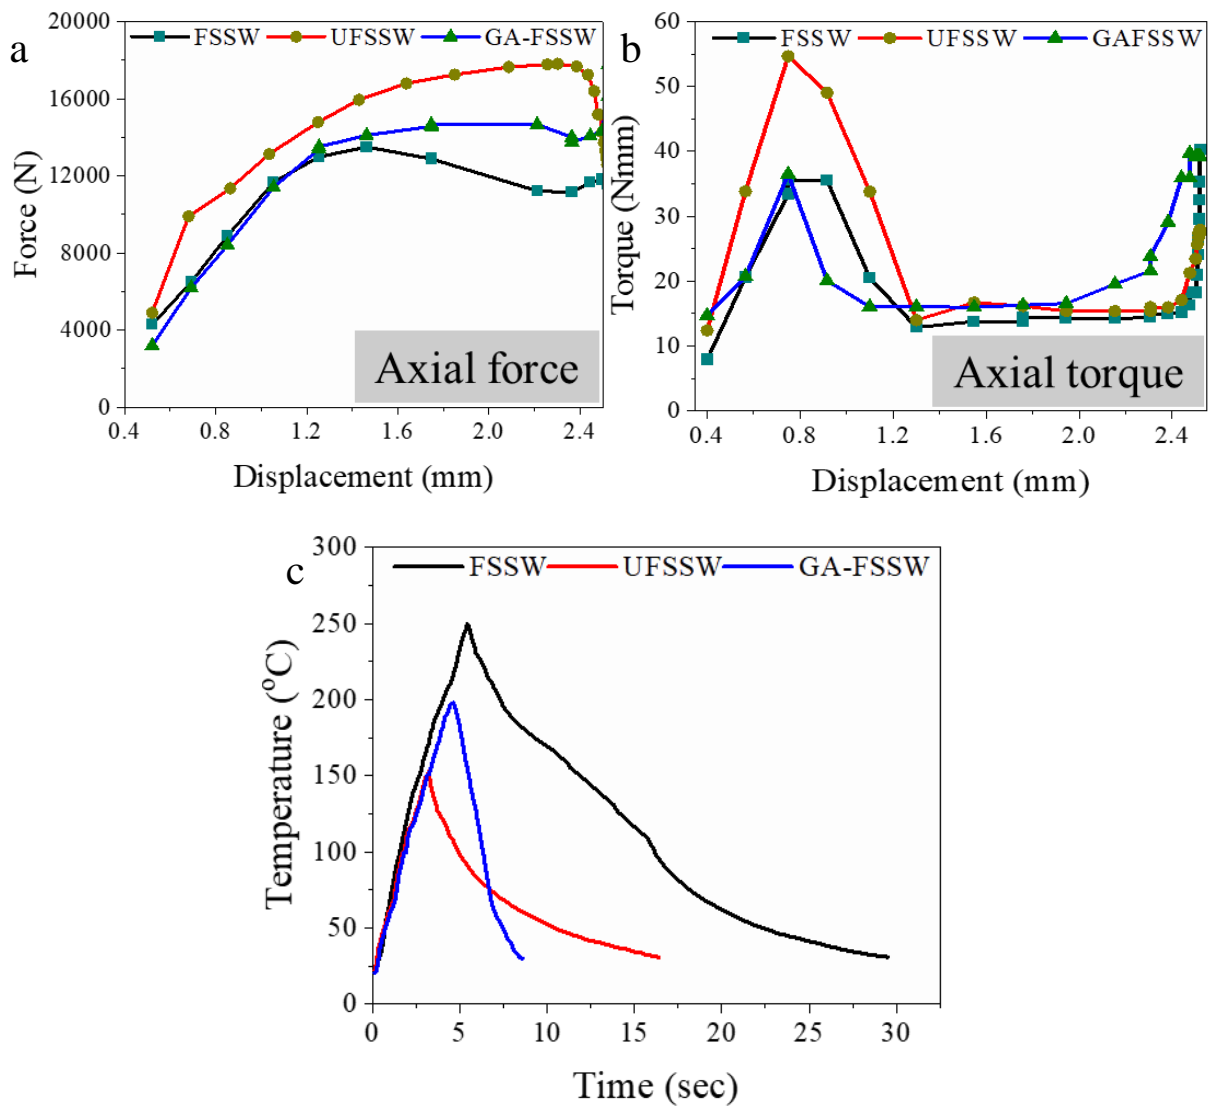 a
FSSW UFSSW GA-FSSW
20000
16000
12000
8000
4000
0
Force (N)
Axial force
0.4 0.8 1.2 1.6 2.0 2.4
Displacement (mm)
b
FSSW UFSSW GAFSSW
60
50
40
30
20
10
0
Torque (Nmm)
Axial torque
0.4 0.8 1.2 1.6 2.0 2.4
Displacement (mm)
c
FSSW UFSSW GA-FSSW
300
250
200
150
100
50
0
Temperature (°C)
0 5 10 15 20 25 30
Time (sec)